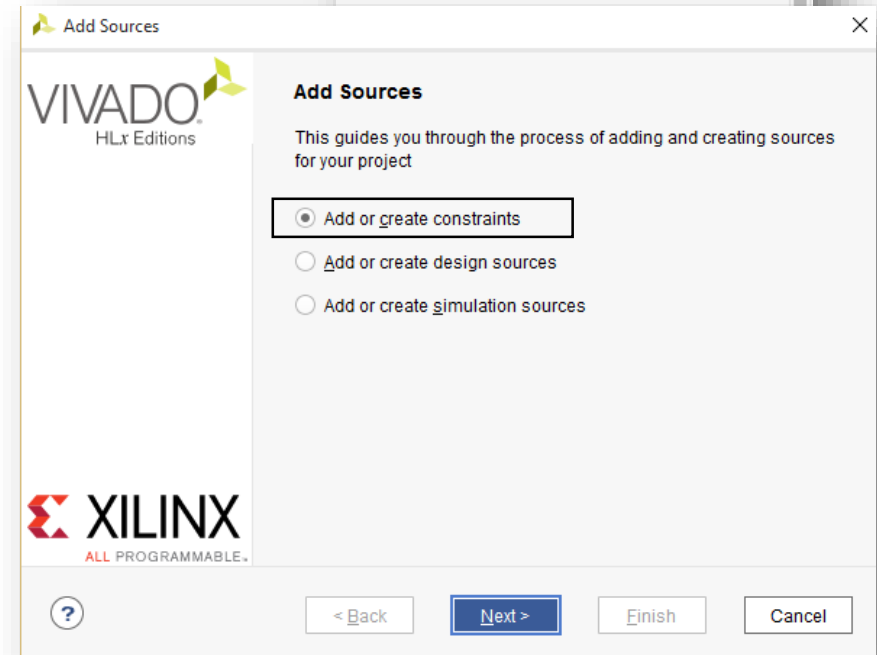 Add Sources
VIVADO
HLx Editions
Add Sources
This guides you through the process of adding and creating sources
for your project
Add or create constraints
Add or create design sources
Add or create simulation sources
XILINX
ALL PROGRAMMABLE™
?
< Back
Next >
Finish
Cancel